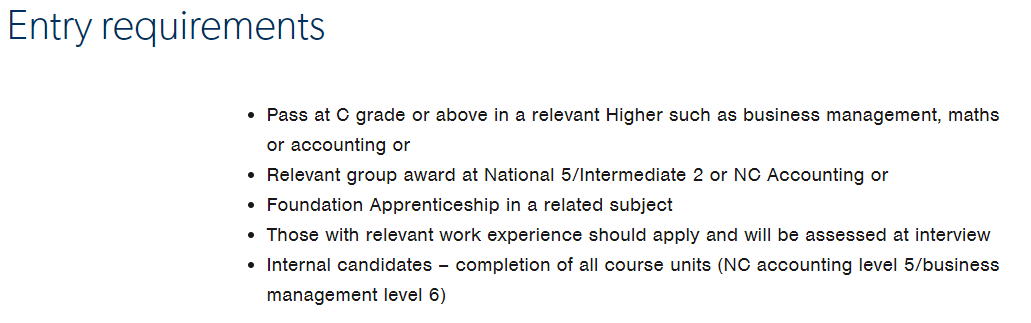 Entry requirements
• Pass at C grade or above in a relevant Higher such as business management, maths
or accounting or
• Relevant group award at National 5/Intermediate 2 or NC Accounting or
• Foundation Apprenticeship in a related subject
• Those with relevant work experience should apply and will be assessed at interview
• Internal candidates – completion of all course units (NC accounting level 5/business
management level 6)